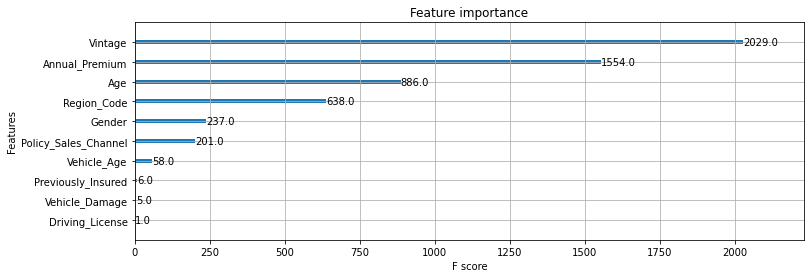 Feature importance
Vintage 2029.0
Annual_Premium 1554.0
Age 886.0
Region_Code 638.0
Gender 237.0
Policy_Sales_Channel 201.0
Vehicle_Age 58.0
Previously_Insured 6.0
Vehicle_Damage 5.0
Driving_License 1.0
Features
0 250 500 750 1000 1250 1500 1750 2000
F score